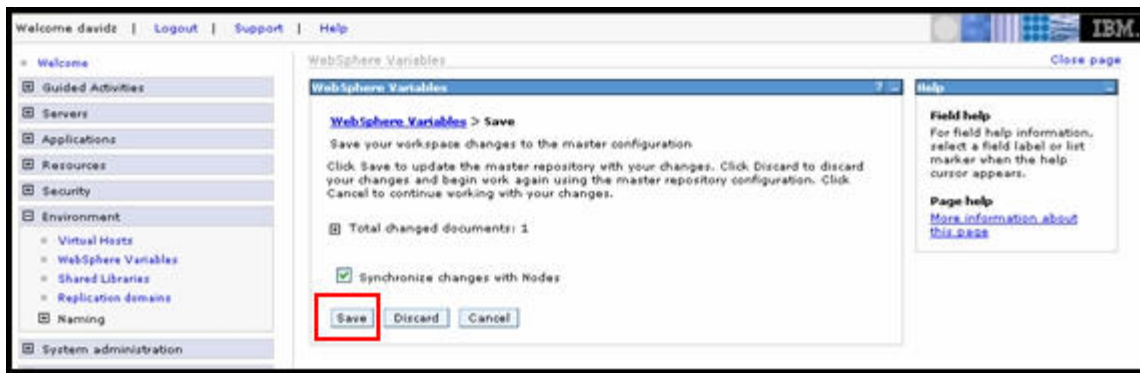 Welcome davidz | Logout | Support | Help
IBM.
Welcome
Guided Activities
Servers
Applications
Resources
Security
Environment
Virtual Hosts
WebSphere Variables
Shared Libraries
Replication domains
Naming
System administration
WebSphere Variables
Close page
WebSphere Variables
? -
WebSphere Variables > Save
Save your workspace changes to the master configuration
Click Save to update the master repository with your changes. Click Discard to discard
your changes and begin work again using the master repository configuration. Click
Cancel to continue working with your changes.
Total changed documents: 1
Synchronize changes with Nodes
Save Discard Cancel
Help
Field help
For field help information,
select a field label or list
marker when the help
cursor appears.
Page help
More information about
this page